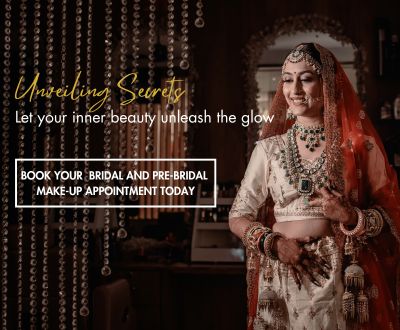 Unveiling Secrets
Let your inner beauty unleash the glow
BOOK YOUR BRIDAL AND PRE-BRIDAL
MAKE-UP APPOINTMENT TODAY